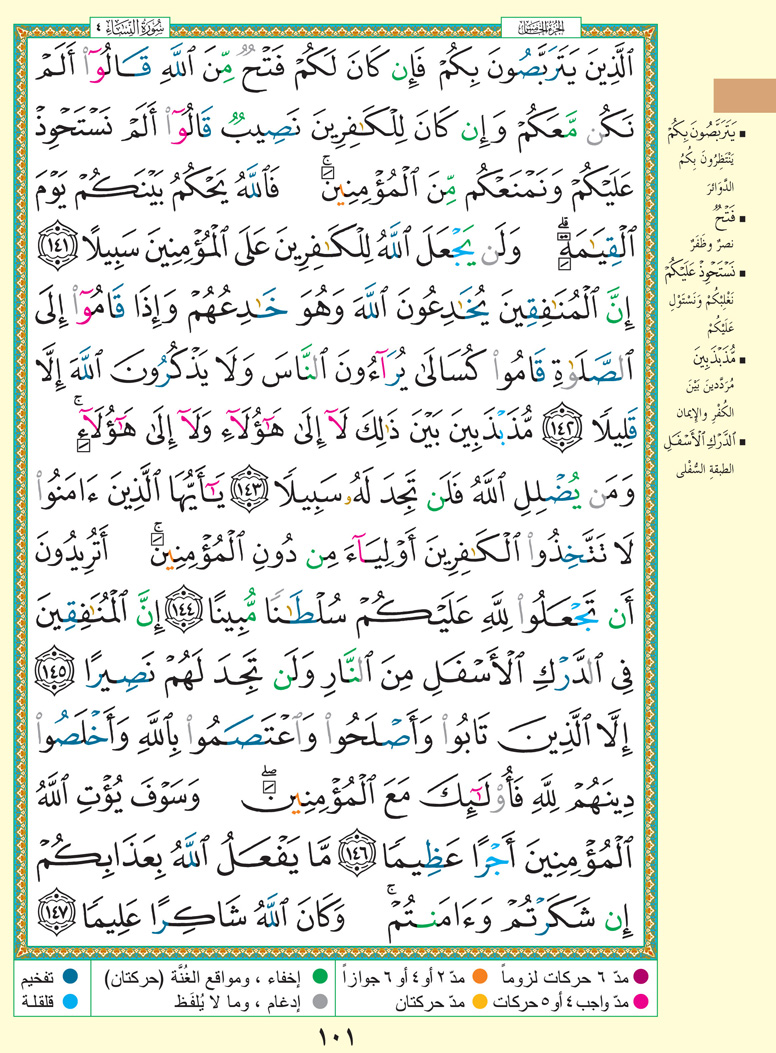 سُورَةُ النِّسَاءِ ٤
الجزء الخامس
ٱلَّذِينَ يَتَرَبَّصُونَ بِكُمْ فَإِن كَانَ لَكُمْ فَتْحٌ مِّنَ ٱللَّهِ قَالُوٓا۟ أَلَمْ
نَكُن مَّعَكُمْ وَإِن كَانَ لِلْكَـٰفِرِينَ نَصِيبٌ قَالُوٓا۟ أَلَمْ نَسْتَحْوِذْ
عَلَيْكُمْ وَنَمْنَعْكُم مِّنَ ٱلْمُؤْمِنِينَ ۚ فَٱللَّهُ يَحْكُمُ بَيْنَكُمْ يَوْمَ
ٱلْقِيَـٰمَةِ ۗ وَلَن يَجْعَلَ ٱللَّهُ لِلْكَـٰفِرِينَ عَلَى ٱلْمُؤْمِنِينَ سَبِيلًا ١٤١
إِنَّ ٱلْمُنَـٰفِقِينَ يُخَـٰدِعُونَ ٱللَّهَ وَهُوَ خَـٰدِعُهُمْ وَإِذَا قَامُوٓا۟ إِلَى
ٱلصَّلَوٰةِ قَامُوا۟ كُسَالَىٰ يُرَآءُونَ ٱلنَّاسَ وَلَا يَذْكُرُونَ ٱللَّهَ إِلَّا
قَلِيلًا ١٤٢ مُّذَبْذَبِينَ بَيْنَ ذَٰلِكَ لَآ إِلَىٰ هَـٰٓؤُلَآءِ وَلَآ إِلَىٰ هَـٰٓؤُلَآءِ ۚ
وَمَن يُضْلِلِ ٱللَّهُ فَلَن تَجِدَ لَهُۥ سَبِيلًا ١٤٣ يَـٰٓأَيُّهَا ٱلَّذِينَ ءَامَنُوا۟
لَا تَتَّخِذُوا۟ ٱلْكَـٰفِرِينَ أَوْلِيَآءَ مِن دُونِ ٱلْمُؤْمِنِينَ ۚ أَتُرِيدُونَ
أَن تَجْعَلُوا۟ لِلَّهِ عَلَيْكُمْ سُلْطَـٰنًا مُّبِينًا ١٤٤ إِنَّ ٱلْمُنَـٰفِقِينَ
فِى ٱلدَّرْكِ ٱلْأَسْفَلِ مِنَ ٱلنَّارِ وَلَن تَجِدَ لَهُمْ نَصِيرًا ١٤٥
إِلَّا ٱلَّذِينَ تَابُوا۟ وَأَصْلَحُوا۟ وَٱعْتَصَمُوا۟ بِٱللَّهِ وَأَخْلَصُوا۟
دِينَهُمْ لِلَّهِ فَأُو۟لَـٰٓئِكَ مَعَ ٱلْمُؤْمِنِينَ ۖ وَسَوْفَ يُؤْتِ ٱللَّهُ
ٱلْمُؤْمِنِينَ أَجْرًا عَظِيمًا ١٤٦ مَّا يَفْعَلُ ٱللَّهُ بِعَذَابِكُمْ
إِن شَكَرْتُمْ وَءَامَنتُمْ ۚ وَكَانَ ٱللَّهُ شَاكِرًا عَلِيمًا ١٤٧
يَتَرَبَّصُونَ بِكُمْ
يَنْتَظِرُونَ بِكُمُ
الدَّوَائرَ
فَتْحٌ
نصرٌ وظَفَرٌ
نَسْتَحْوِذْ عَلَيْكُمْ
نَغْلِبْكُمْ وَنَسْتَوْلِ
عَلَيْكُمْ
مُّذَبْذَبِينَ
مُرَدَّدينَ بَيْنَ
الكُفْرِ والإيمان
ٱلدَّرْكِ ٱلْأَسْفَلِ
الطبقةِ السُّفْلى
مدّ ٦ حركات لزوماً
مدّ ٢ أو ٤ أو ٦ جوازاً
إخفاء ، ومواقع الغُنَّة (حركتان)
تفخيم
مدّ واجب ٤ أو ٥ حركات
مدّ حركتان
إدغام ، وما لا يُلفَظ
قلقلة
١٠١